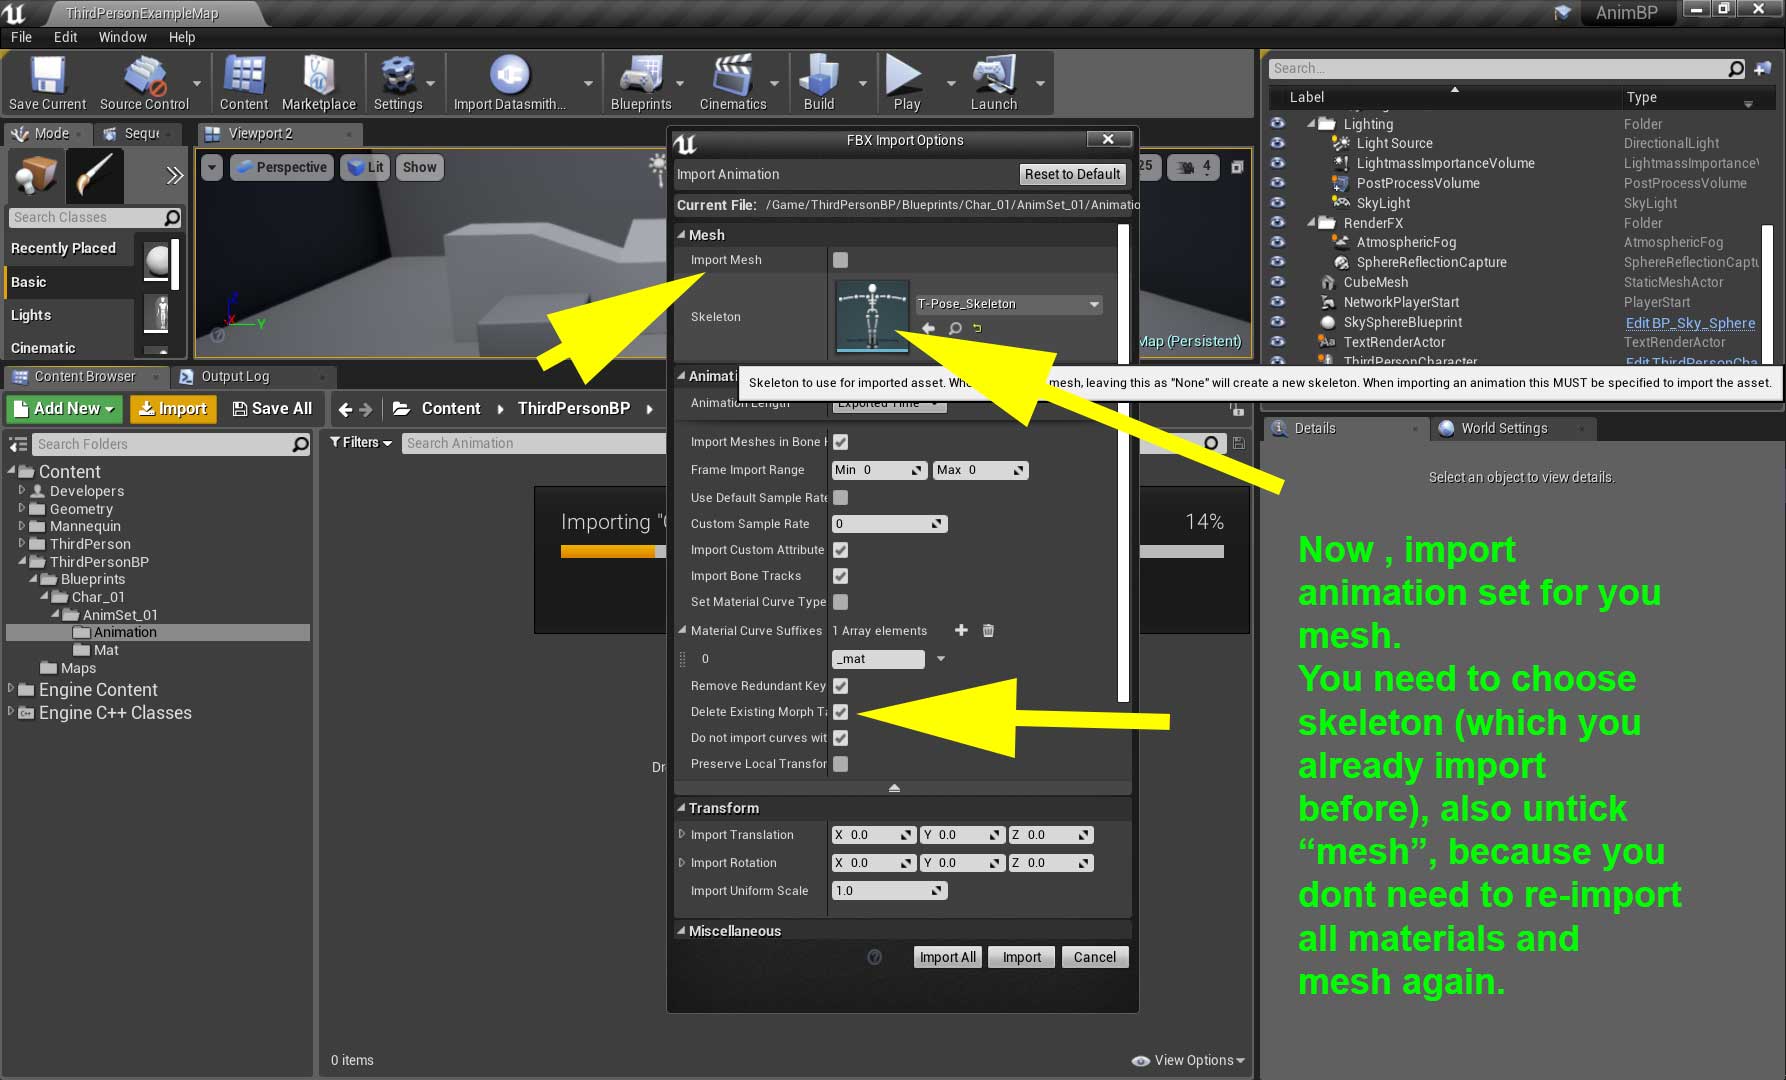 ThirdPersonExampleMap
AnimBP
File Edit Window Help
Save Current
Source Control
Content
Marketplace
Settings
Import Datasmith...
Blueprints
Cinematics
Build
Play
Launch
Mode
Seque
Viewport 2
Perspective
Lit
Show
25
4
Search Classes
Recently Placed
Basic
Lights
Cinematic
Z
X
Y
Map (Persistent)
Content Browser
Output Log
Add New
Import
Save All
Content
ThirdPersonBP
Search Folders
Filters
Search Animation
Content
Developers
Geometry
Mannequin
ThirdPerson
ThirdPersonBP
Blueprints
Char_01
AnimSet_01
Animation
Mat
Maps
Engine Content
Engine C++ Classes
Importing "
14%
Dr
0 items
View Options
FBX Import Options
Import Animation
Reset to Default
Current File: /Game/ThirdPersonBP/Blueprints/Char_01/AnimSet_01/Animatio
Mesh
Import Mesh
Skeleton
T-Pose_Skeleton
Animati
Skeleton to use for imported asset. Whe mesh, leaving this as "None" will create a new skeleton. When importing an animation this MUST be specified to import the asset.
Animation Length
Exported Time
Import Meshes in Bone H
Frame Import Range
Min 0
Max 0
Use Default Sample Rate
Custom Sample Rate
0
Import Custom Attribute
Import Bone Tracks
Set Material Curve Type
Material Curve Suffixes
1 Array elements
0
_mat
Remove Redundant Key
Delete Existing Morph Ta
Do not import curves wit
Preserve Local Transfor
Transform
Import Translation
X 0.0
Y 0.0
Z 0.0
Import Rotation
X 0.0
Y 0.0
Z 0.0
Import Uniform Scale
1.0
Miscellaneous
Import All
Import
Cancel
Search...
Label
Type
Lighting
Folder
Light Source
DirectionalLight
LightmassImportanceVolume
LightmassImportanceV
PostProcessVolume
PostProcessVolume
SkyLight
SkyLight
RenderFX
Folder
AtmosphericFog
AtmosphericFog
SphereReflectionCapture
SphereReflectionCaptu
CubeMesh
StaticMeshActor
NetworkPlayerStart
PlayerStart
SkySphereBlueprint
Edit BP_Sky_Sphere
TextRenderActor
TextRenderActor
ThirdPersonCharacter
Edit ThirdPersonCha
Details
World Settings
Select an object to view details.
Now , import
animation set for you
mesh.
You need to choose
skeleton (which you
already import
before), also untick
“mesh”, because you
dont need to re-import
all materials and
mesh again.